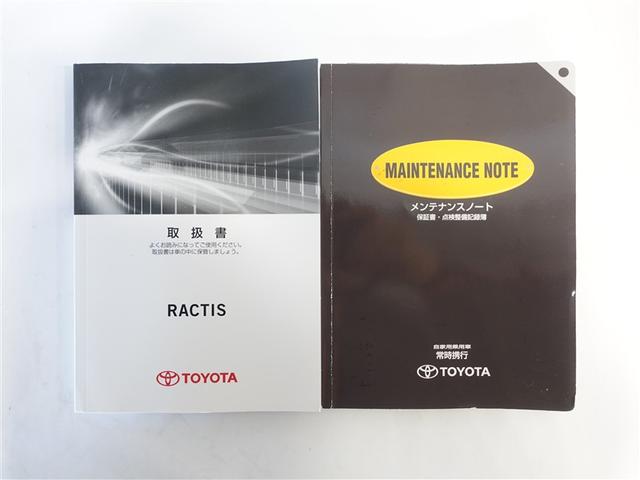 取扱書
よくお読みになってご使用ください。
取扱書は車の中に保管しましょう。
RACTIS
TOYOTA
MAINTENANCE NOTE
メンテナンスノート
保証書・点検整備記録簿
自家用乗用車
常時携行
TOYOTA